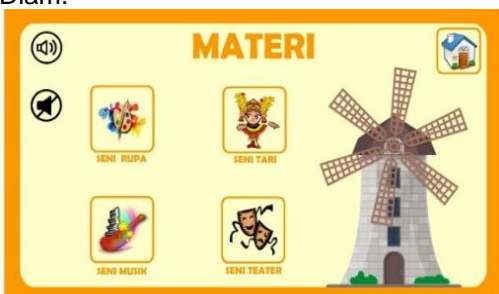 Diam.
MATERI
SENI RUPA
SENI TARI
SENI MUSIK
SENI TEATER